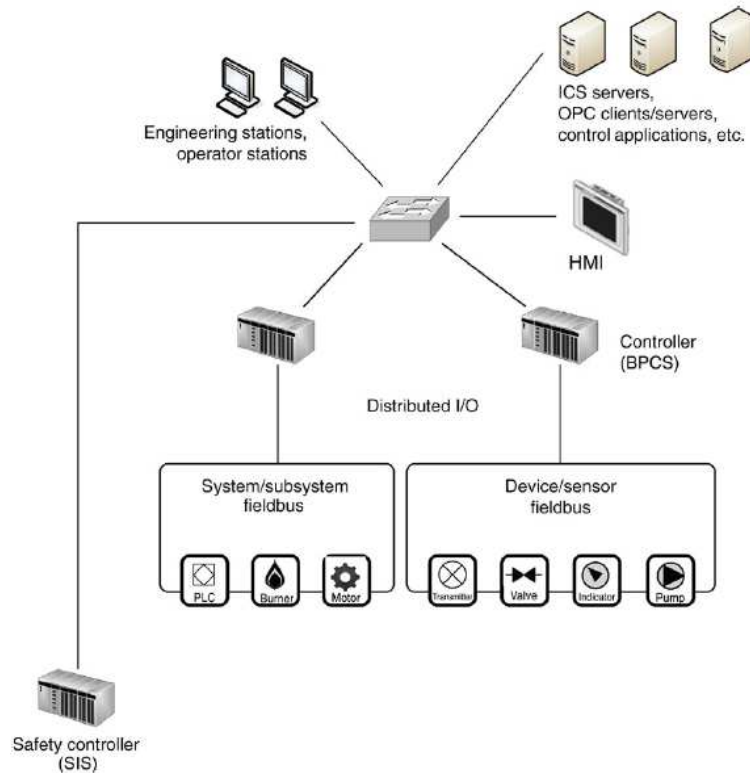 ICS servers,
OPC clients/servers,
control applications, etc.
Engineering stations,
operator stations
HMI
Controller
(BPCS)
Distributed I/O
System/subsystem
fieldbus
Device/sensor
fieldbus
PLC
Burner
Motor
Transmitter
Valve
Indicator
Pump
Safety controller
(SIS)